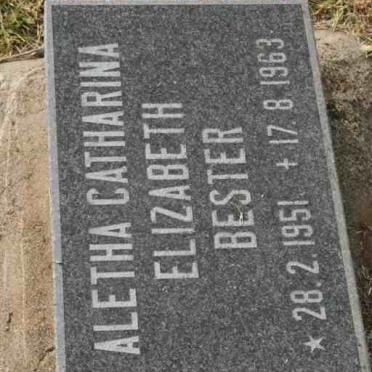 ALETHA CATHARINA
ELIZABETH
BESTER
* 28.2.1951 + 17.8.1963